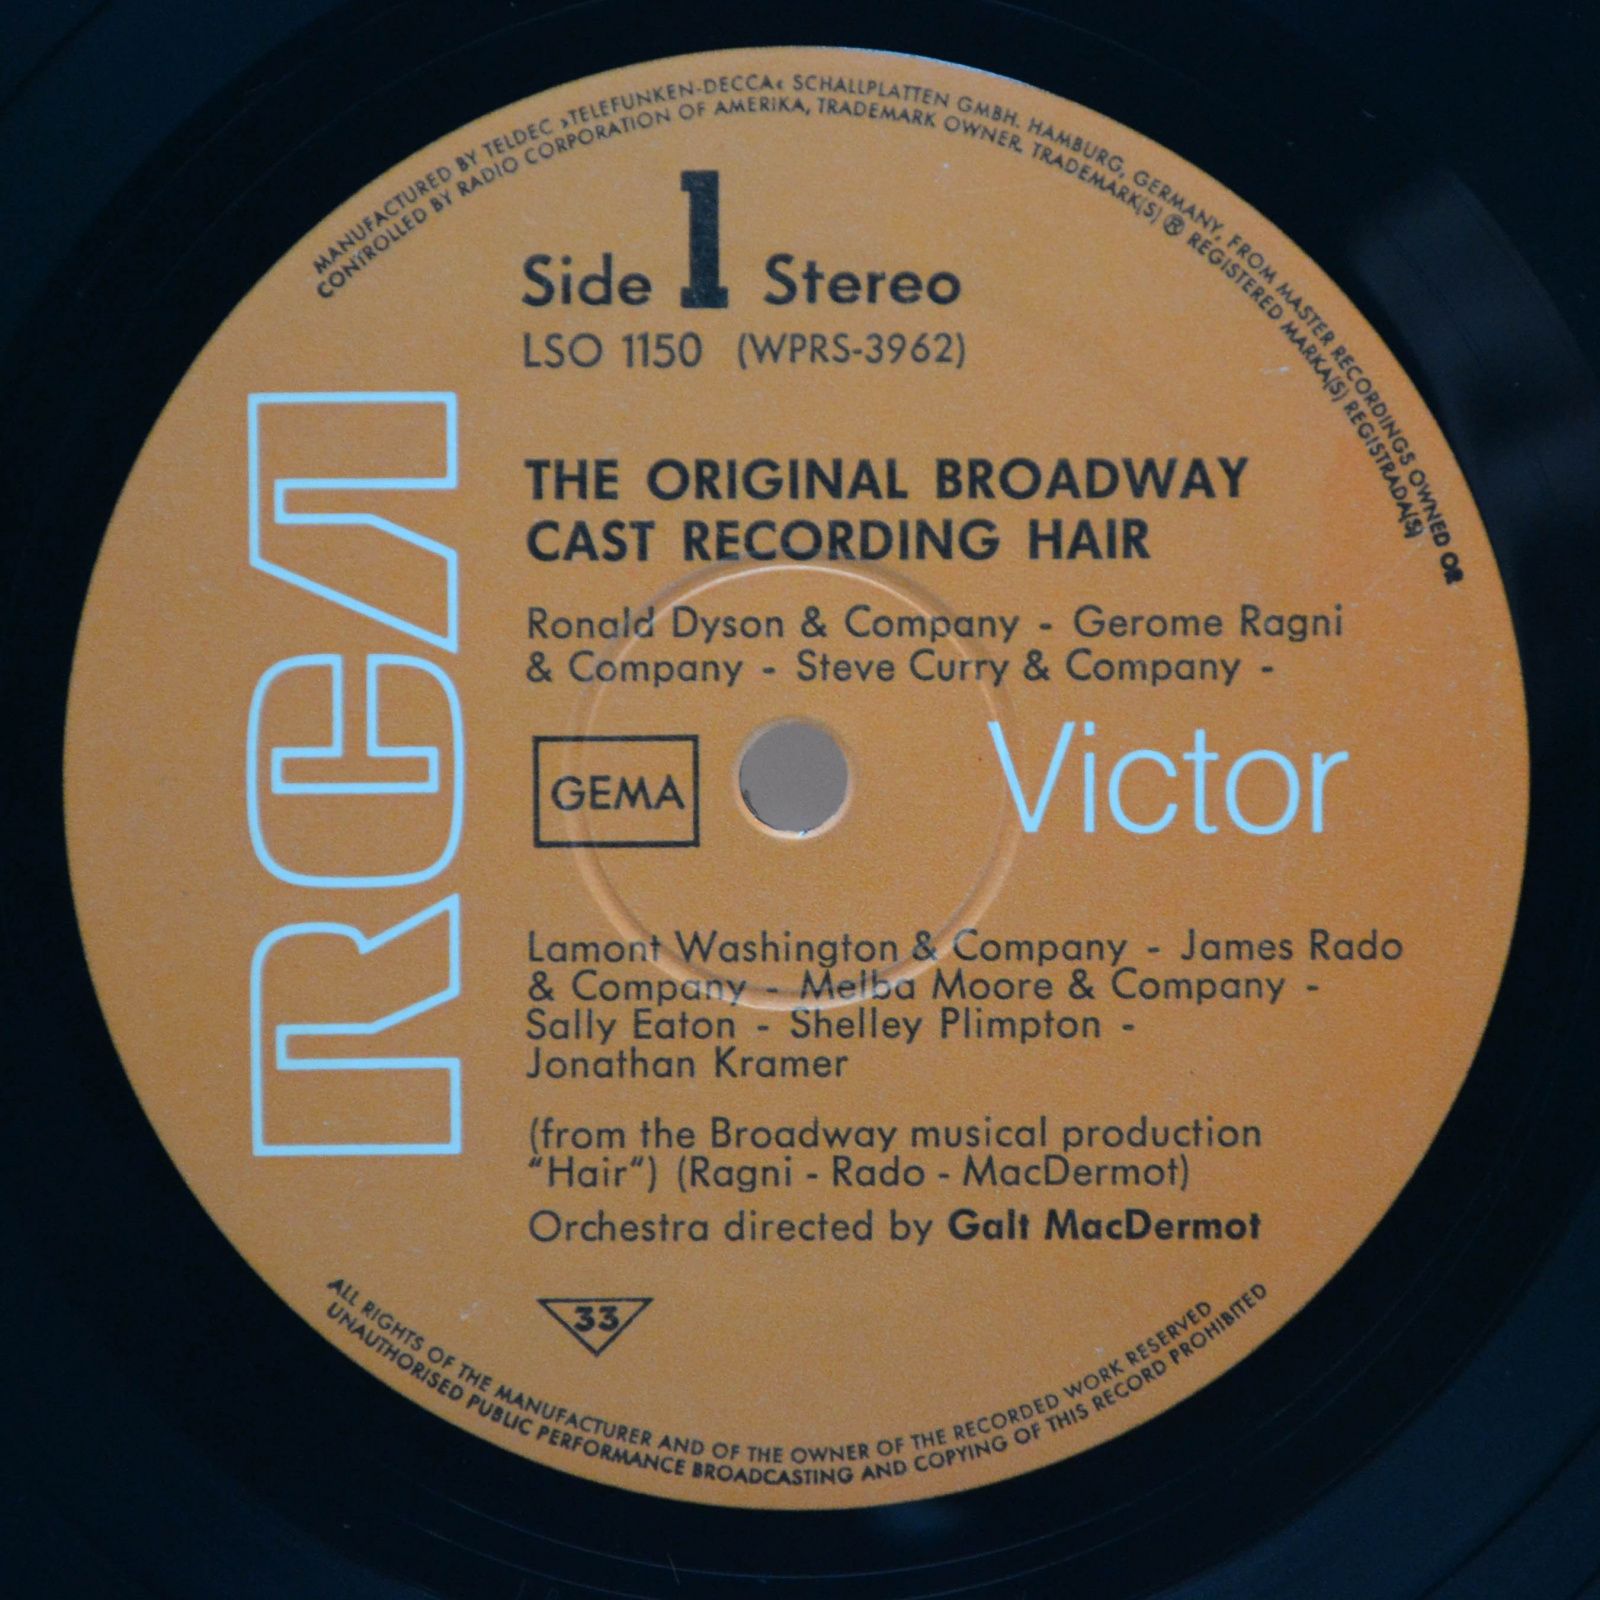 MANUFACTURED BY TELDEC »TELEFUNKEN-DECCA« SCHALLPLATTEN GMBH. HAMBURG, GERMANY, FROM MASTER RECORDINGS OWNED OR
CONTROLLED BY RADIO CORPORATION OF AMERIKA, TRADEMARK OWNER. TRADEMARK(S) ® REGISTERED MARKA(S) REGISTRADA(S)
Side 1 Stereo
LSO 1150 (WPRS-3962)
RCA
THE ORIGINAL BROADWAY
CAST RECORDING HAIR
Ronald Dyson & Company - Gerome Ragni
& Company - Steve Curry & Company -
GEMA
Victor
Lamont Washington & Company - James Rado
& Company - Melba Moore & Company -
Sally Eaton - Shelley Plimpton -
Jonathan Kramer
(from the Broadway musical production
“Hair“) (Ragni - Rado - MacDermot)
Orchestra directed by Galt MacDermot
33
ALL RIGHTS OF THE MANUFACTURER AND OF THE OWNER OF THE RECORDED WORK RESERVED
UNAUTHORISED PUBLIC PERFORMANCE BROADCASTING AND COPYING OF THIS RECORD PROHIBITED